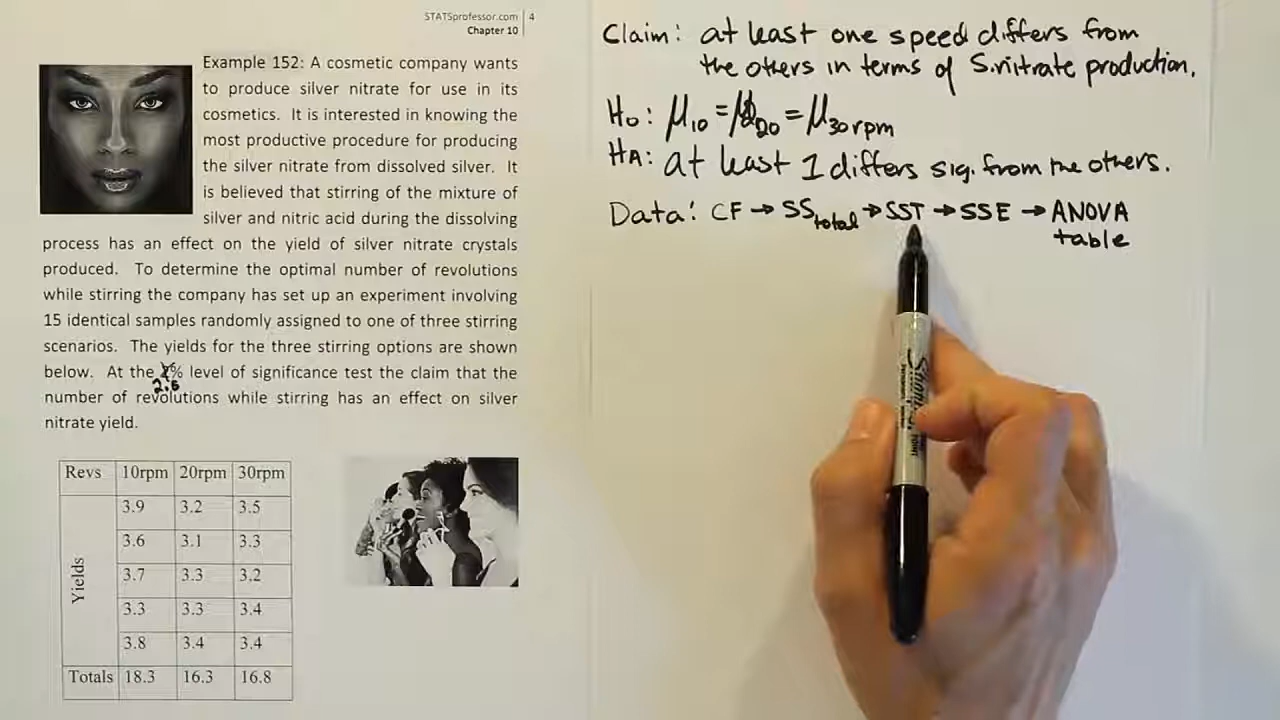 STATSprofessor.com | 4
Chapter 10
Example 152: A cosmetic company wants
to produce silver nitrate for use in its
cosmetics. It is interested in knowing the
most productive procedure for producing
the silver nitrate from dissolved silver. It
is believed that stirring of the mixture of
silver and nitric acid during the dissolving
process has an effect on the yield of silver nitrate crystals
produced. To determine the optimal number of revolutions
while stirring the company has set up an experiment involving
15 identical samples randomly assigned to one of three stirring
scenarios. The yields for the three stirring options are shown
below. At the % level of significance test the claim that the
2.5
number of revolutions while stirring has an effect on silver
nitrate yield.
Revs 10rpm 20rpm 30rpm
Yields
3.9 3.2 3.5
3.6 3.1 3.3
3.7 3.3 3.2
3.3 3.3 3.4
3.8 3.4 3.4
Totals 18.3 16.3 16.8
Claim: at least one speed differs from
the others in terms of S.nitrate production.
Ho: μ10 = μ20 = μ30rpm
HA: at least 1 differs sig. from the others.
Data: CF → SStotal → SST → SSE → ANOVA
table